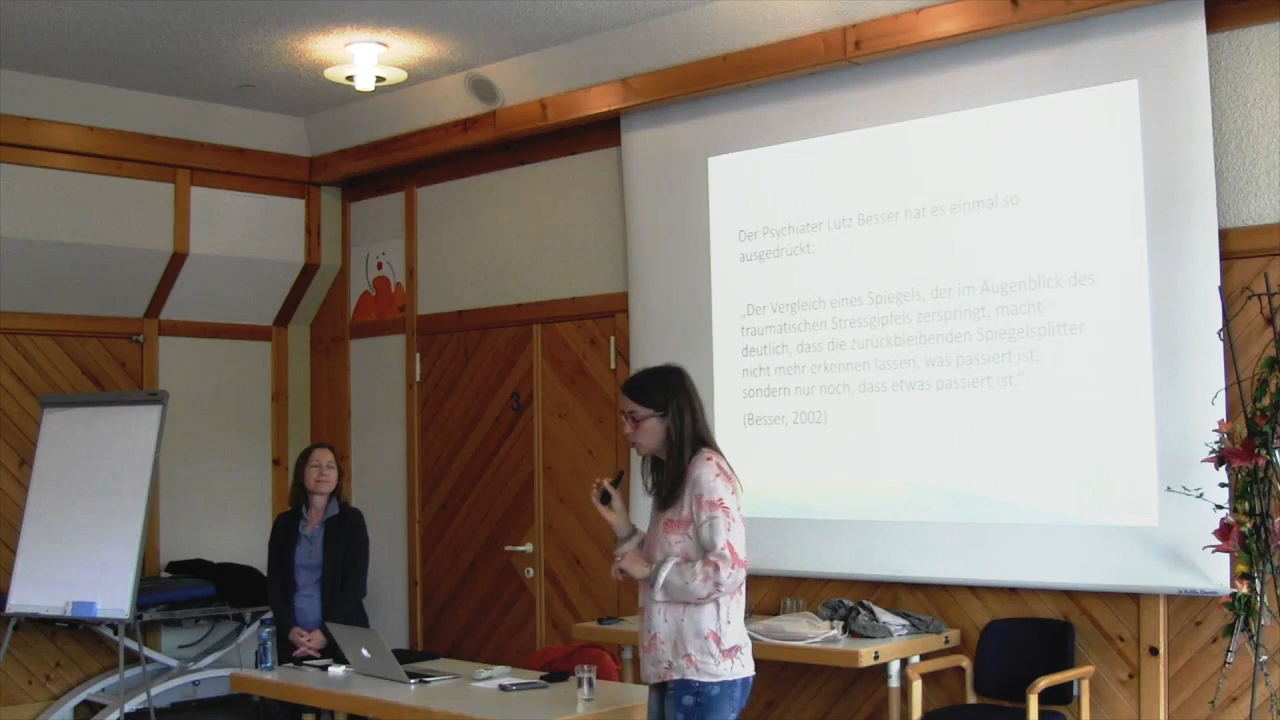 Der Psychiater Lutz Besser hat es einmal so
ausgedrückt:
„Der Vergleich eines Spiegels, der im Augenblick des
traumatischen Stressgipfels zerspringt, macht
deutlich, dass die zurückbleibenden Spiegelsplitter
nicht mehr erkennen lassen, was passiert ist,
sondern nur noch, dass etwas passiert ist.“
(Besser, 2002)
3